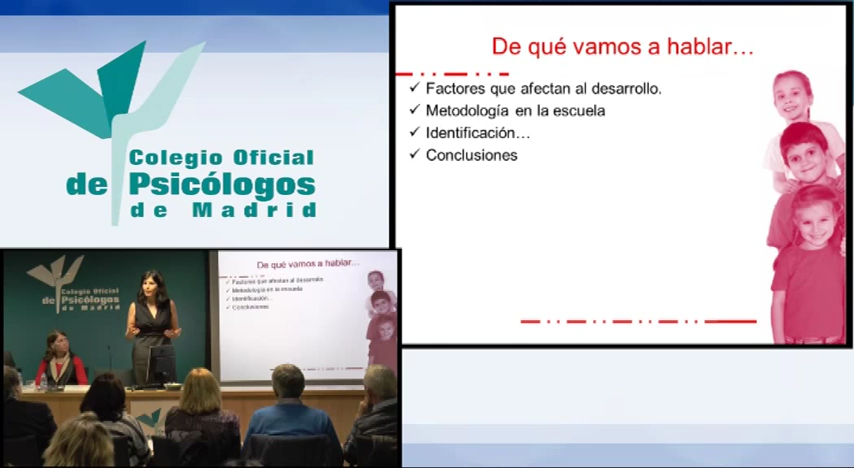 Colegio Oficial
de Psicólogos
de Madrid
De qué vamos a hablar…
✓ Factores que afectan al desarrollo.
✓ Metodología en la escuela
✓ Identificación…
✓ Conclusiones
Colegio Oficial
de Psicólogos
de Madrid
De qué vamos a hablar…
✓ Factores que afectan al desarrollo.
✓ Metodología en la escuela
✓ Identificación…
✓ Conclusiones